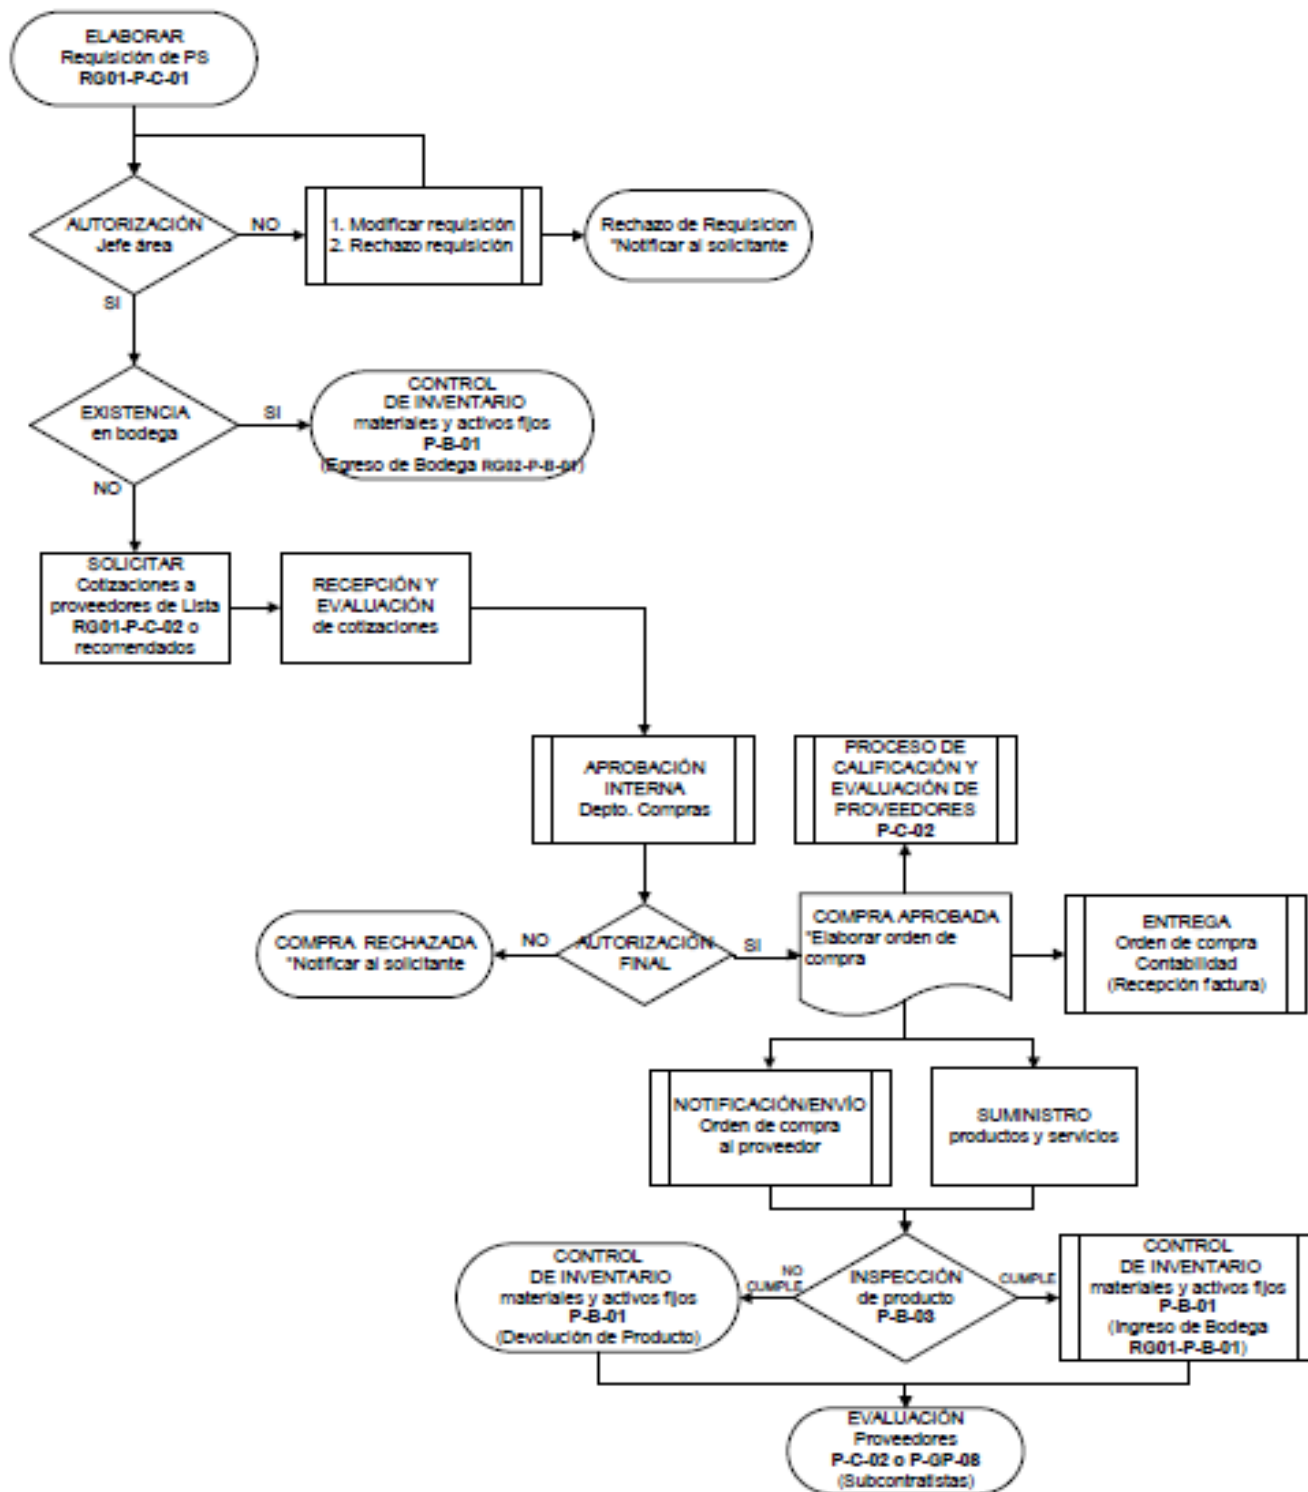 ELABORAR
Requisición de PS
RG01-P-C-01
AUTORIZACIÓN
Jefe área
NO
1. Modificar requisición
2. Rechazo requisición
Rechazo de Requisicion
"Notificar al solicitante
SI
EXISTENCIA
en bodega
SI
CONTROL
DE INVENTARIO
materiales y activos fijos
P-B-01
(Egreso de Bodega RG02-P-B-01)
NO
SOLICITAR
Cotizaciones a
proveedores de Lista
RG01-P-C-02 o
recomendados
RECEPCIÓN Y
EVALUACIÓN
de cotizaciones
APROBACIÓN
INTERNA
Depto. Compras
PROCESO DE
CALIFICACIÓN Y
EVALUACIÓN DE
PROVEEDORES
P-C-02
COMPRA RECHAZADA
"Notificar al solicitante
NO
AUTORIZACIÓN
FINAL
SI
COMPRA APROBADA
"Elaborar orden de
compra
ENTREGA
Orden de compra
Contabilidad
(Recepción factura)
NOTIFICACIÓN/ENVÍO
Orden de compra
al proveedor
SUMINISTRO
productos y servicios
CONTROL
DE INVENTARIO
materiales y activos fijos
P-B-01
(Devolución de Producto)
NO
CUMPLE
INSPECCIÓN
de producto
P-B-03
CUMPLE
CONTROL
DE INVENTARIO
materiales y activos fijos
P-B-01
(Ingreso de Bodega
RG01-P-B-01)
EVALUACIÓN
Proveedores
P-C-02 o P-GP-08
(Subcontratistas)